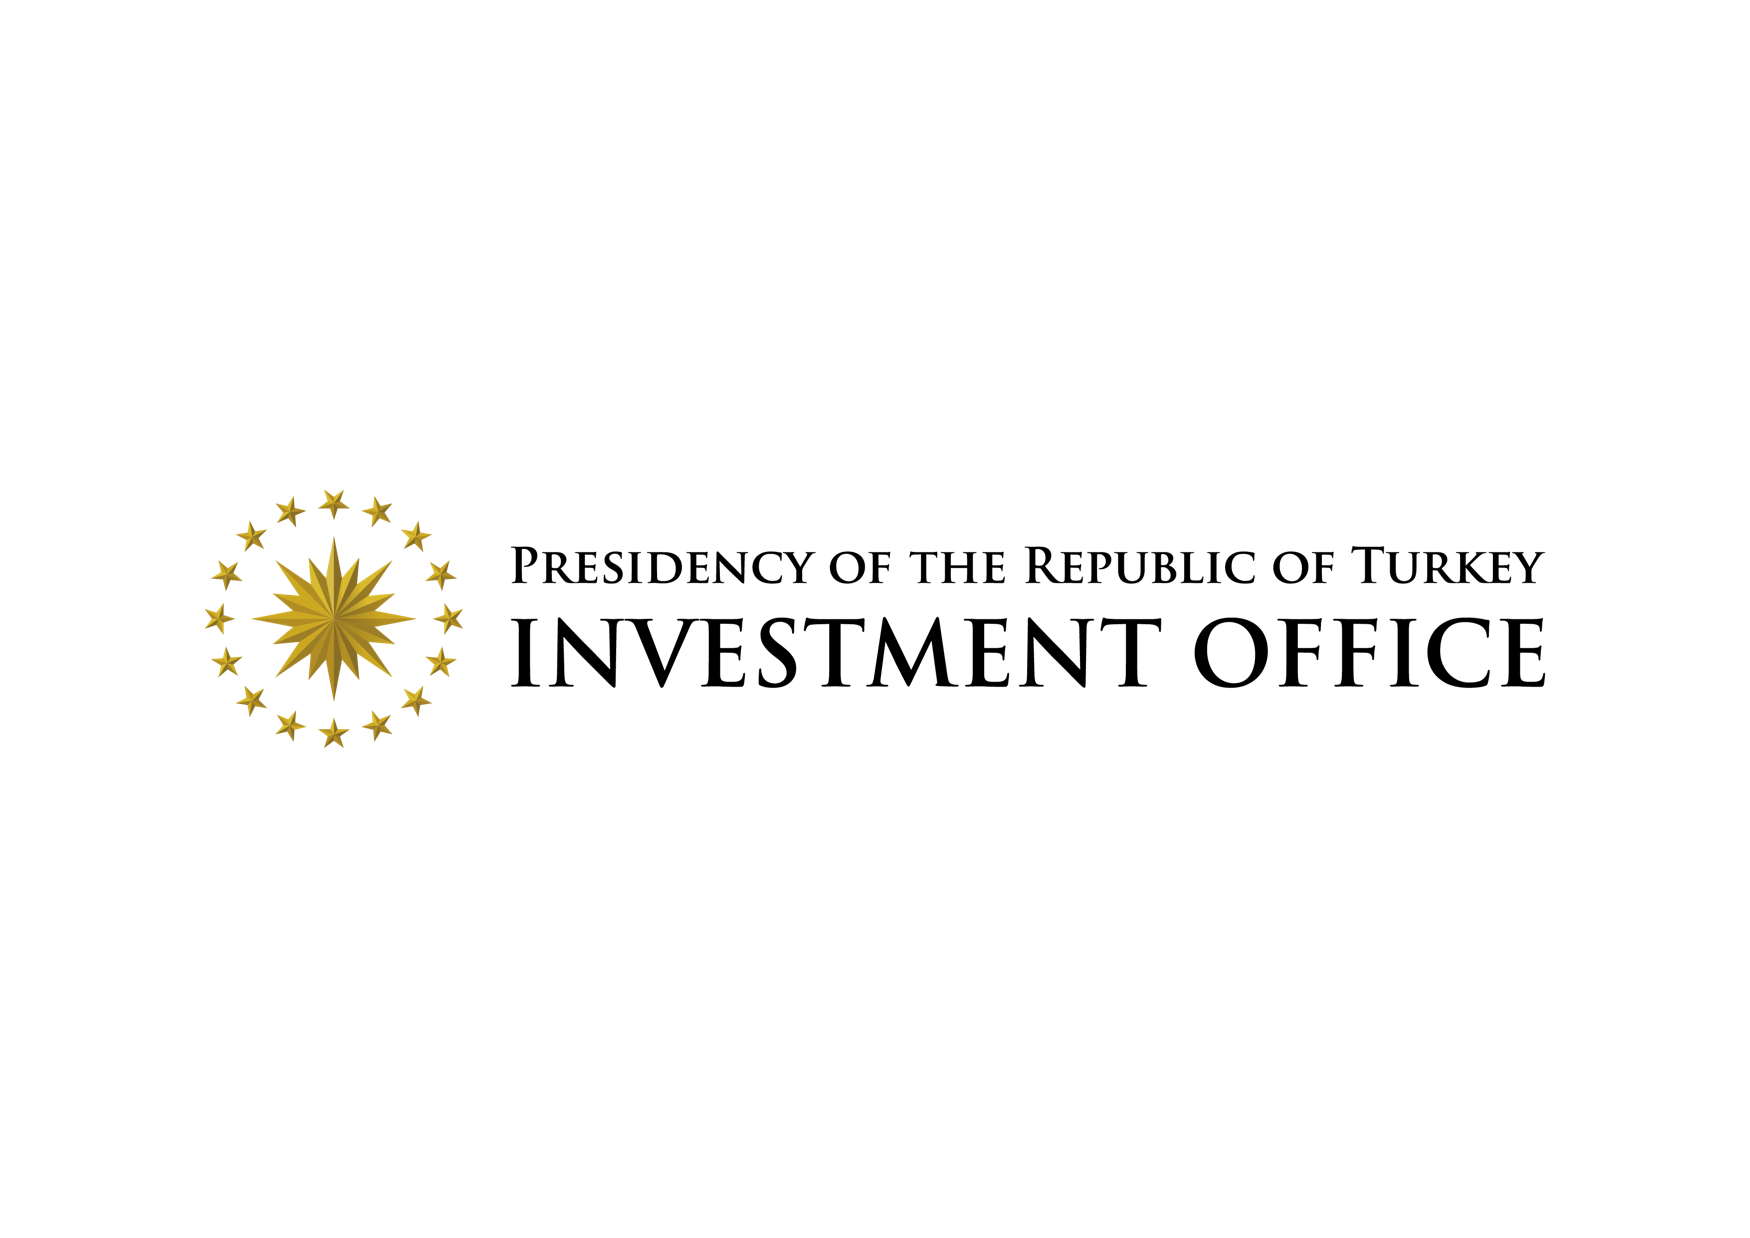 Presidency of the Republic of Turkey
INVESTMENT OFFICE